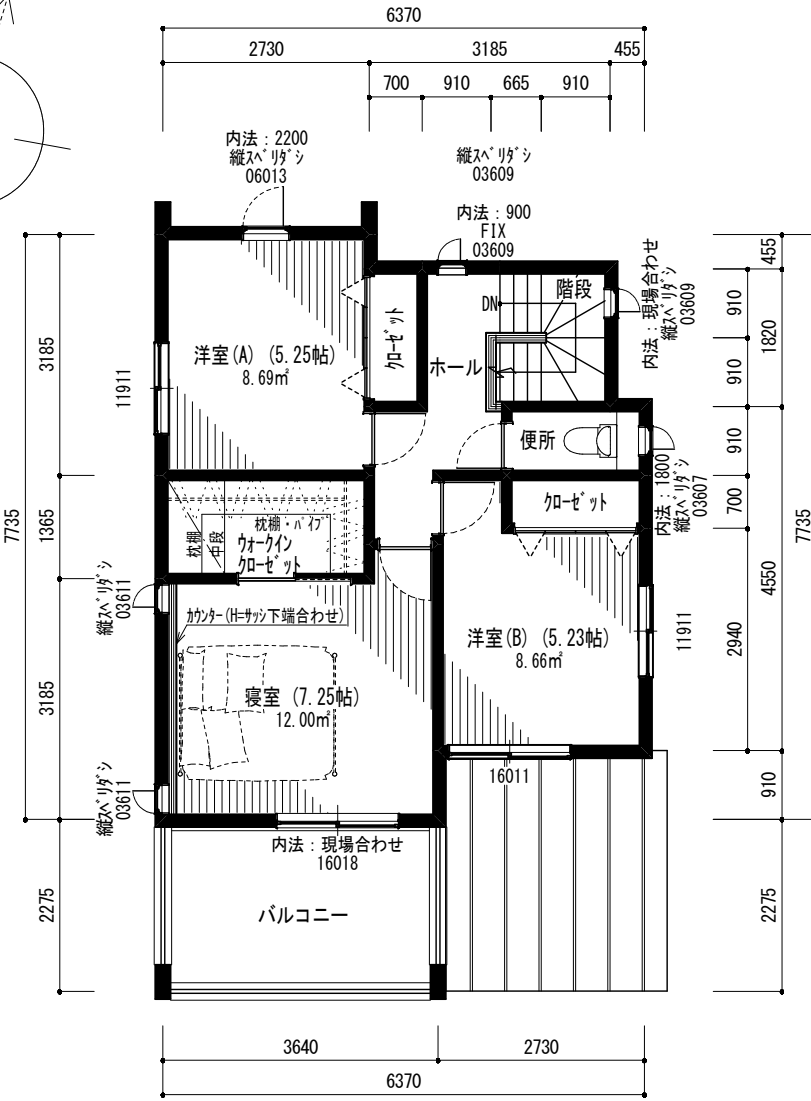 6370
2730
3185
455
700
910
665
910
内法：2200
縦スベリダシ
06013
縦スベリダシ
03609
内法：900
FIX
03609
内法：現場合わせ
縦スベリダシ
03609
階段
DN
ホール
クローゼット
洋室(A) (5.25帖)
8.69㎡
11911
便所
内法：1800
縦スベリダシ
03607
クローゼット
枕棚
中段
枕棚・パイプ
ウォークイン
クローゼット
縦スベリダシ
03611
カウンター(H=サッシ下端合わせ)
洋室(B) (5.23帖)
8.66㎡
11911
寝室 (7.25帖)
12.00㎡
縦スベリダシ
03611
16011
内法：現場合わせ
16018
バルコニー
7735
3185
1365
3185
2275
455
910
910
1820
910
700
2940
4550
910
7735
2275
3640
2730
6370